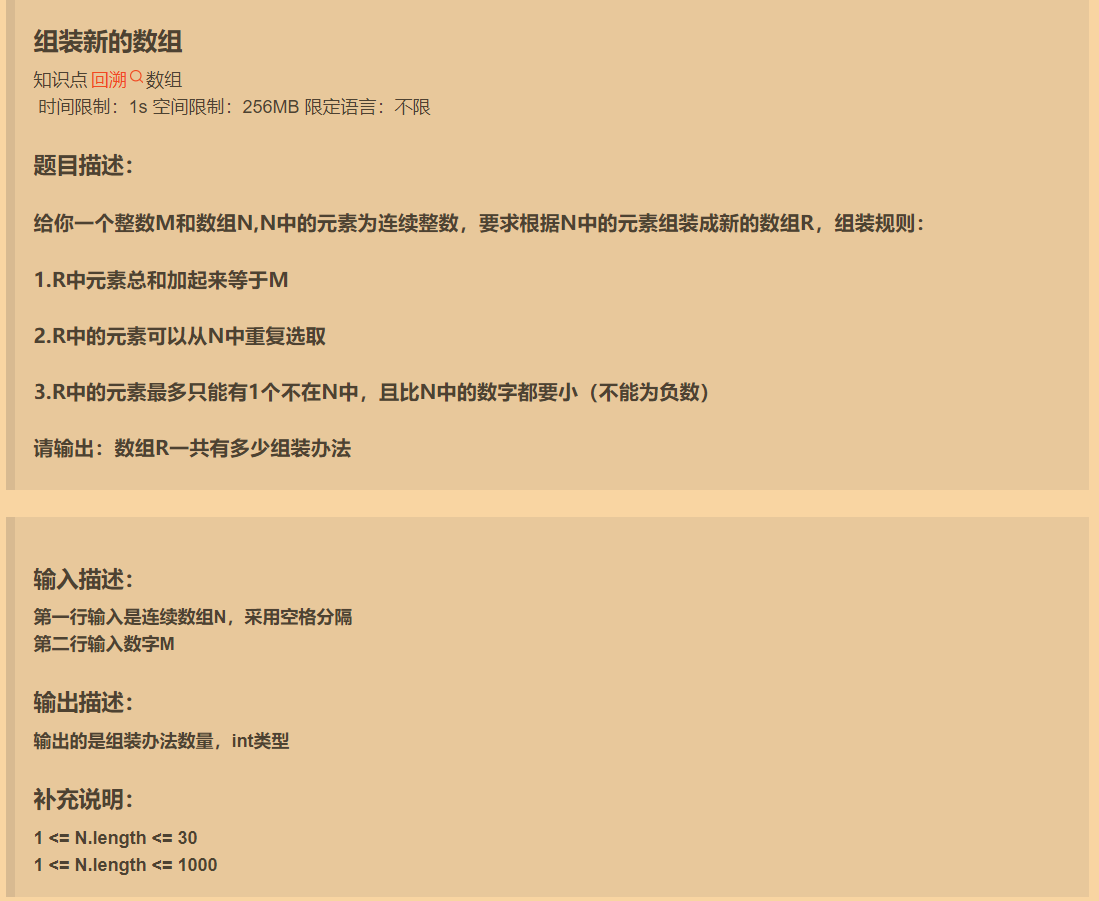 组装新的数组
知识点回溯数组
时间限制：1s 空间限制：256MB 限定语言：不限
题目描述：
给你一个整数M和数组N,N中的元素为连续整数，要求根据N中的元素组装成新的数组R，组装规则：
1.R中元素总和加起来等于M
2.R中的元素可以从N中重复选取
3.R中的元素最多只能有1个不在N中，且比N中的数字都要小（不能为负数）
请输出：数组R一共有多少组装办法
输入描述：
第一行输入是连续数组N，采用空格分隔
第二行输入数字M
输出描述：
输出的是组装办法数量，int类型
补充说明：
1 <= N.length <= 30
1 <= N.length <= 1000